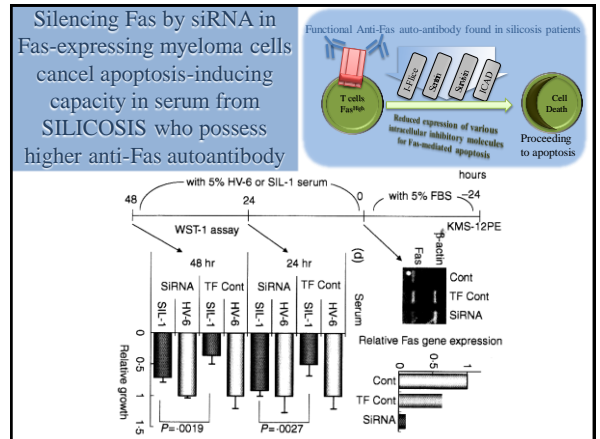 Silencing Fas by siRNA in
Fas-expressing myeloma cells
cancel apoptosis-inducing
capacity in serum from
SILICOSIS who possess
higher anti-Fas autoantibody
Functional Anti-Fas auto-antibody found in silicosis patients
I-Flice
Sentrin
Survivin
ICAD
T cells
Fas^High
Cell
Death
Reduced expression of various
intracellular inhibitory molecules
for Fas-mediated apoptosis
Proceeding
to apoptosis
hours
with 5% HV-6 or SIL-1 serum
with 5% FBS
48
24
0
−24
WST-1 assay
KMS-12PE
48 hr
24 hr
(d)
SiRNA
TF Cont
SiRNA
TF Cont
Serum
SIL-1
HV-6
SIL-1
HV-6
SIL-1
HV-6
SIL-1
HV-6
0
0·5
1
1·5
Relative growth
P=·0019
P=·0027
Fas
β-actin
Cont
TF Cont
SiRNA
Relative Fas gene expression
0
0·5
1
Cont
TF Cont
SiRNA